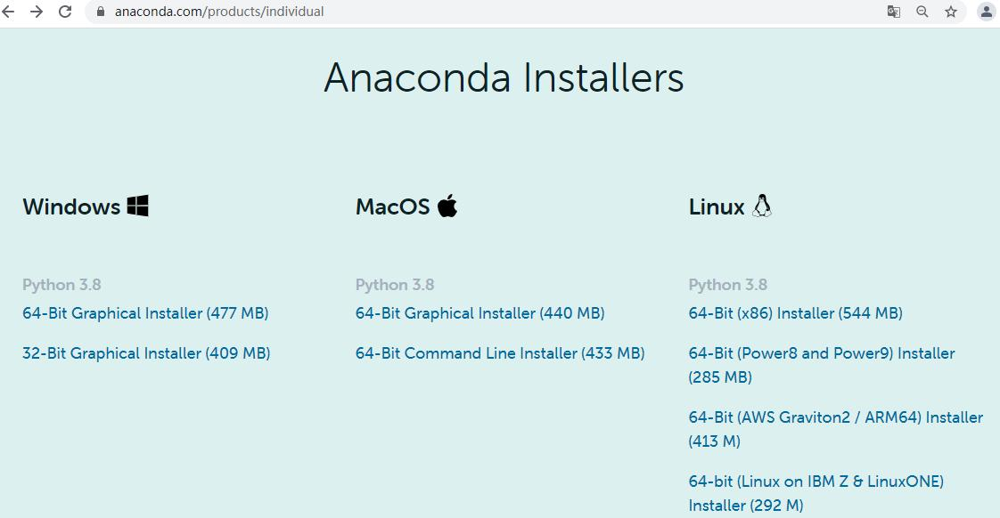 anaconda.com/products/individual
Anaconda Installers
Windows
MacOS
Linux
Python 3.8
64-Bit Graphical Installer (477 MB)
32-Bit Graphical Installer (409 MB)
Python 3.8
64-Bit Graphical Installer (440 MB)
64-Bit Command Line Installer (433 MB)
Python 3.8
64-Bit (x86) Installer (544 MB)
64-Bit (Power8 and Power9) Installer
(285 MB)
64-Bit (AWS Graviton2 / ARM64) Installer
(413 M)
64-bit (Linux on IBM Z & LinuxONE)
Installer (292 M)